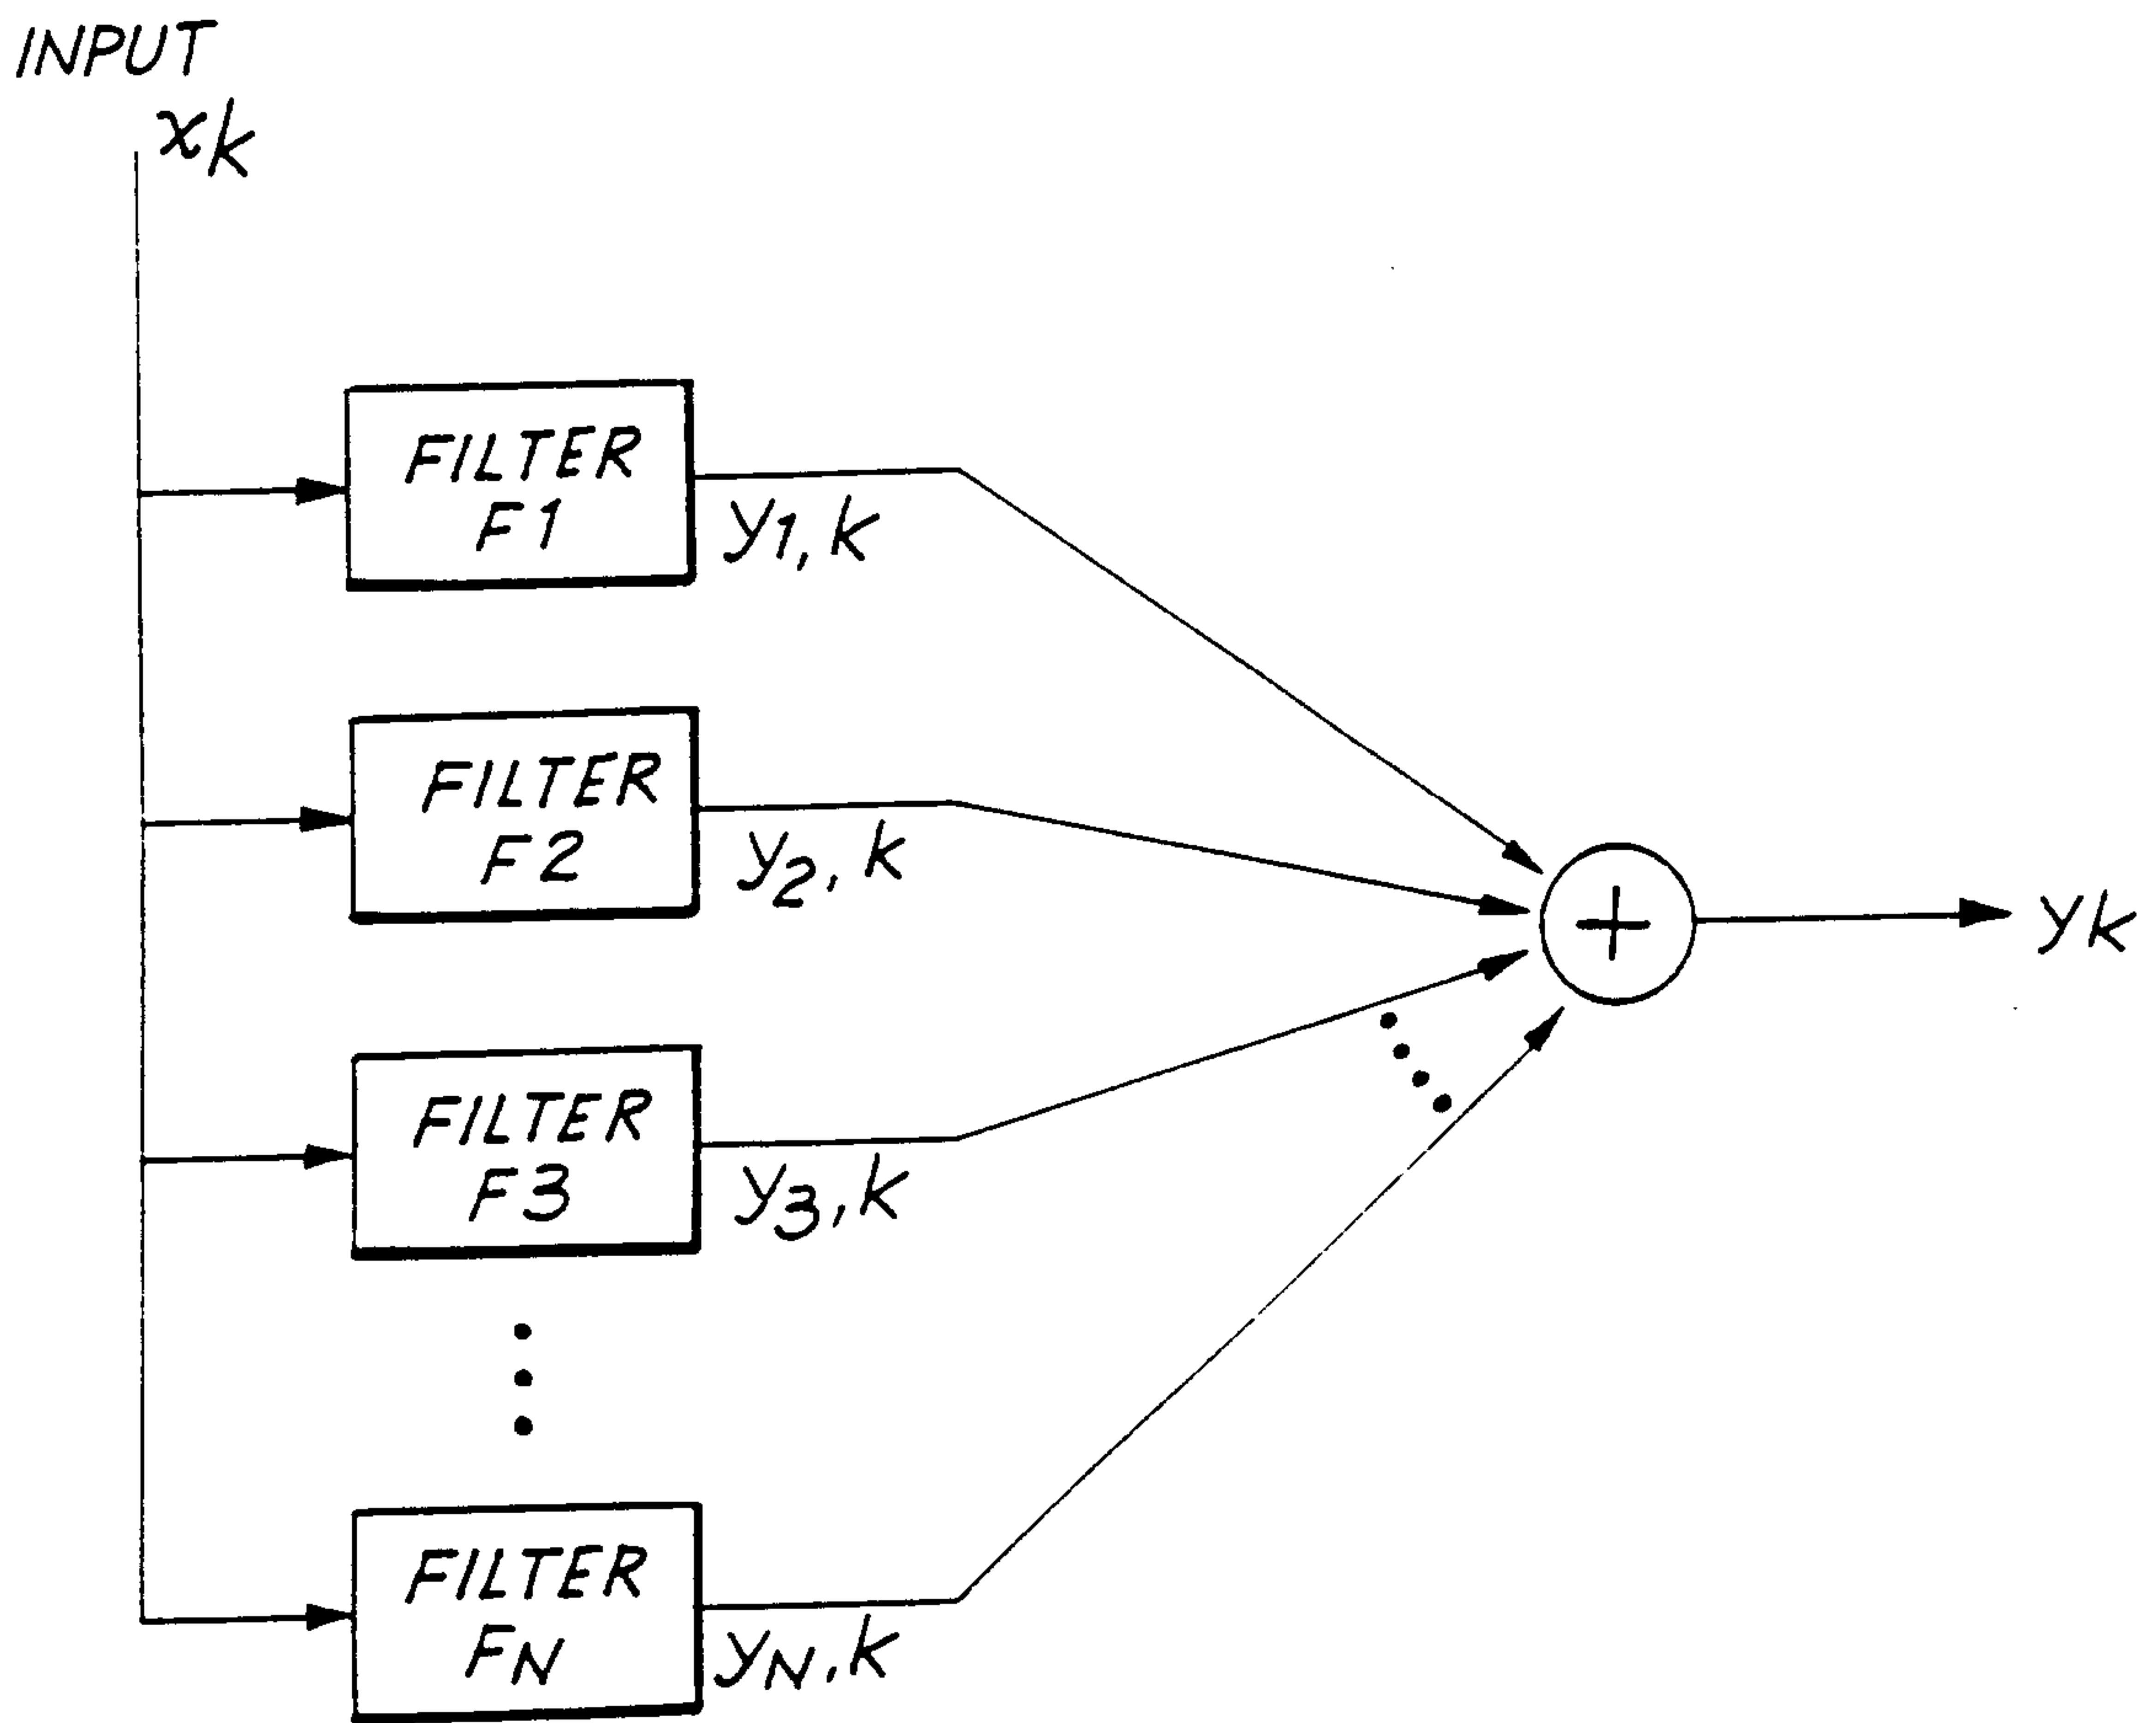 INPUT
xk
FILTER
F1
y1,k
FILTER
F2
y2,k
+
yk
FILTER
F3
y3,k
FILTER
FN
yN,k